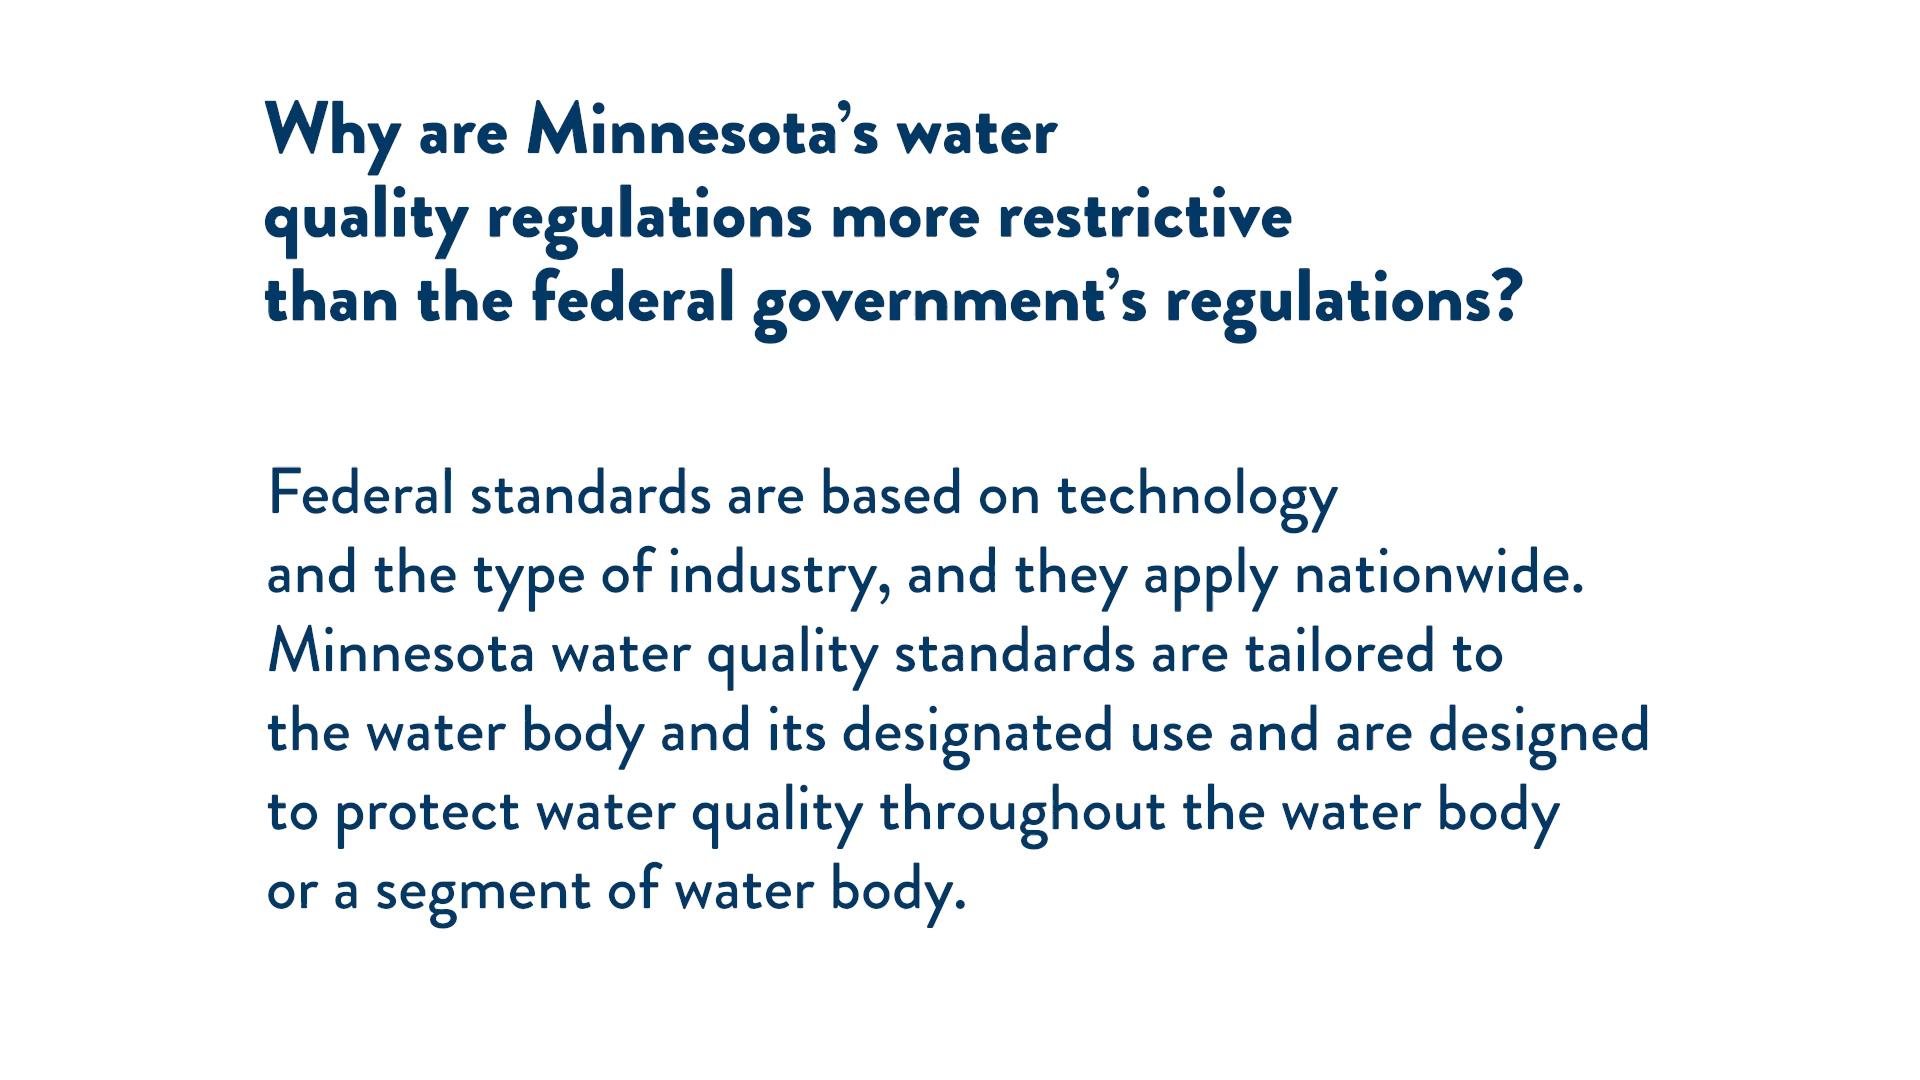 Why are Minnesota’s water
quality regulations more restrictive
than the federal government’s regulations?
Federal standards are based on technology
and the type of industry, and they apply nationwide.
Minnesota water quality standards are tailored to
the water body and its designated use and are designed
to protect water quality throughout the water body
or a segment of water body.